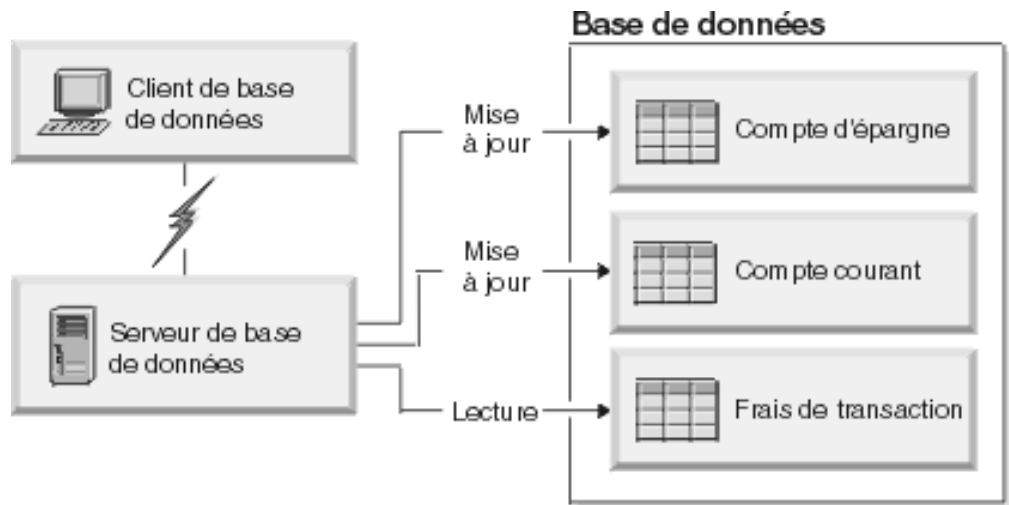 Base de données
Client de base
de données
Mise
à jour
Compte d'épargne
Mise
à jour
Compte courant
Serveur de base
de données
Lecture
Frais de transaction